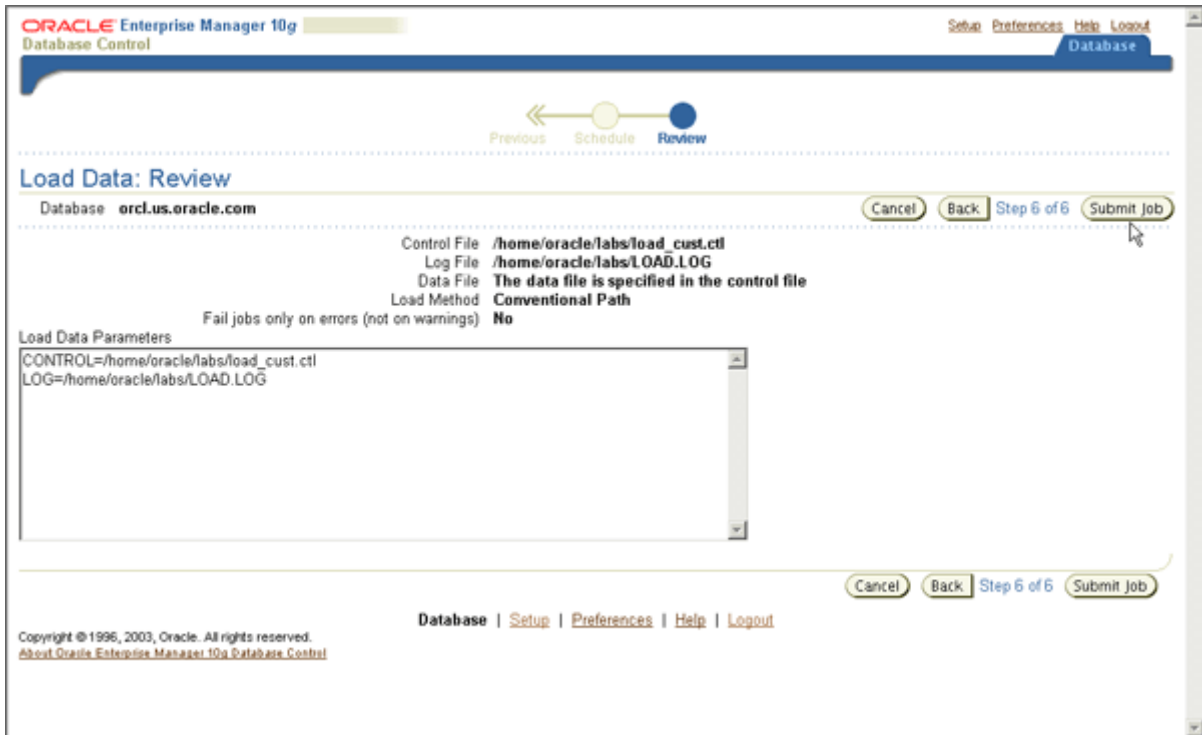 ORACLE Enterprise Manager 10g
Database Control
Setup Preferences Help Logout
Database
Previous Schedule Review
Load Data: Review
Database orcl.us.oracle.com
Cancel Back Step 6 of 6 Submit Job
Control File /home/oracle/labs/load_cust.ctl
Log File /home/oracle/labs/LOAD.LOG
Data File The data file is specified in the control file
Load Method Conventional Path
Fail jobs only on errors (not on warnings) No
Load Data Parameters
CONTROL=/home/oracle/labs/load_cust.ctl
LOG=/home/oracle/labs/LOAD.LOG
Cancel Back Step 6 of 6 Submit Job
Database | Setup | Preferences | Help | Logout
Copyright © 1996, 2003, Oracle. All rights reserved.
About Oracle Enterprise Manager 10g Database Control